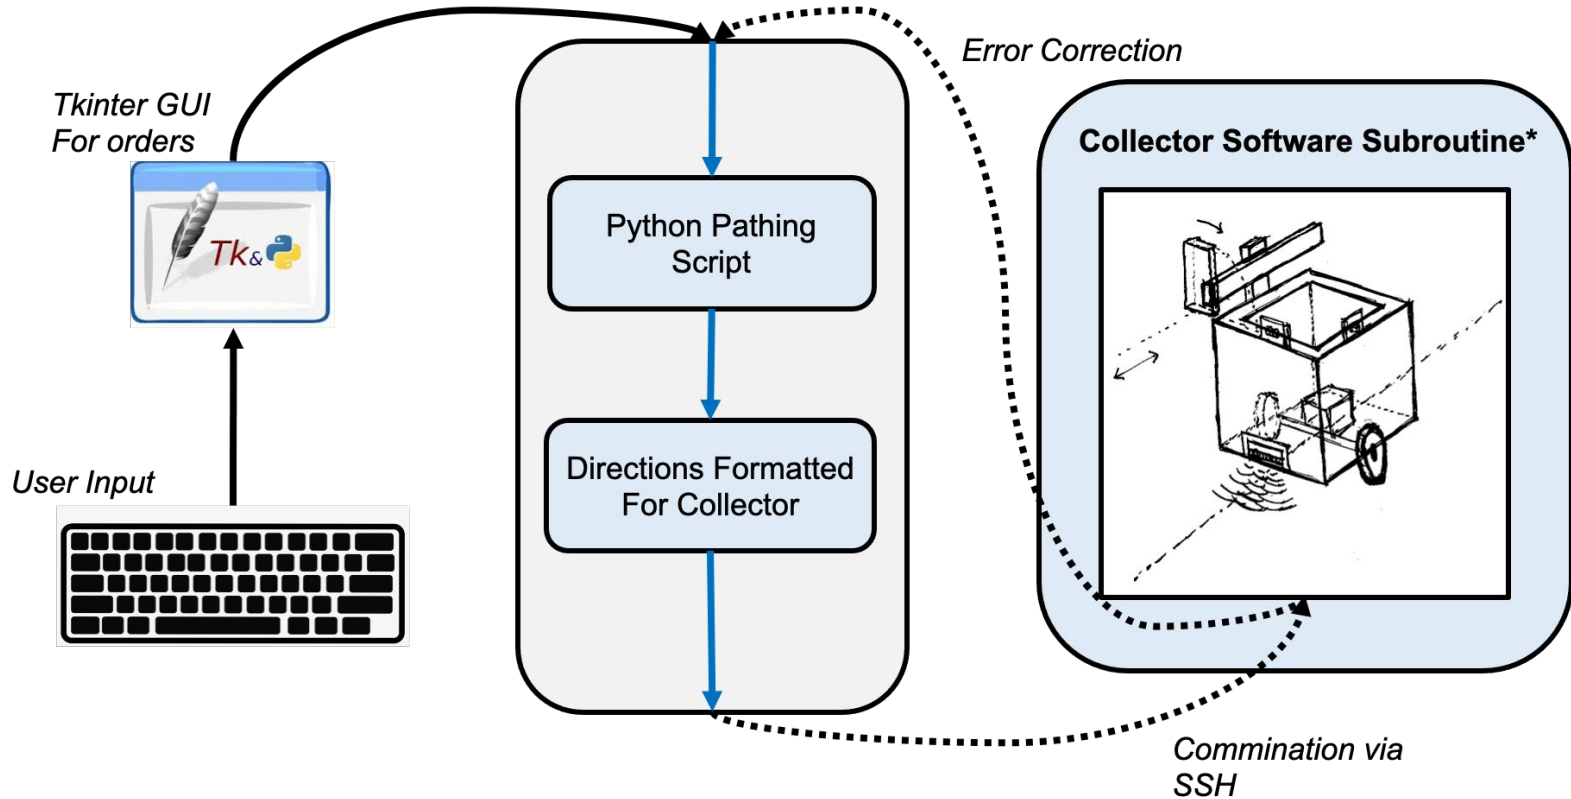 Error Correction
Tkinter GUI
For orders
Tk&
Collector Software Subroutine*
Python Pathing
Script
Directions Formatted
For Collector
User Input
Commination via
SSH